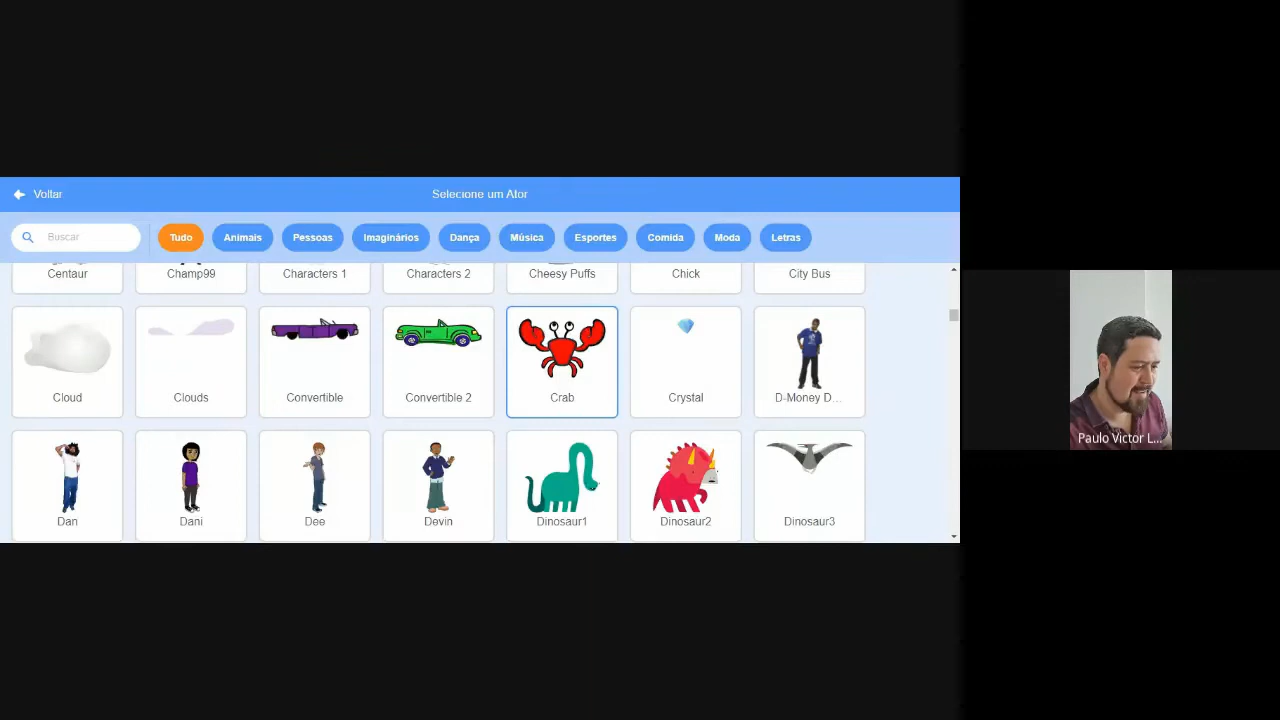 Voltar
Selecione um Ator
Buscar
Tudo
Animais
Pessoas
Imaginários
Dança
Música
Esportes
Comida
Moda
Letras
Centaur
Champ99
Characters 1
Characters 2
Cheesy Puffs
Chick
City Bus
Cloud
Clouds
Convertible
Convertible 2
Crab
Crystal
D-Money D...
Dan
Dani
Dee
Devin
Dinosaur1
Dinosaur2
Dinosaur3
Paulo Victor L...